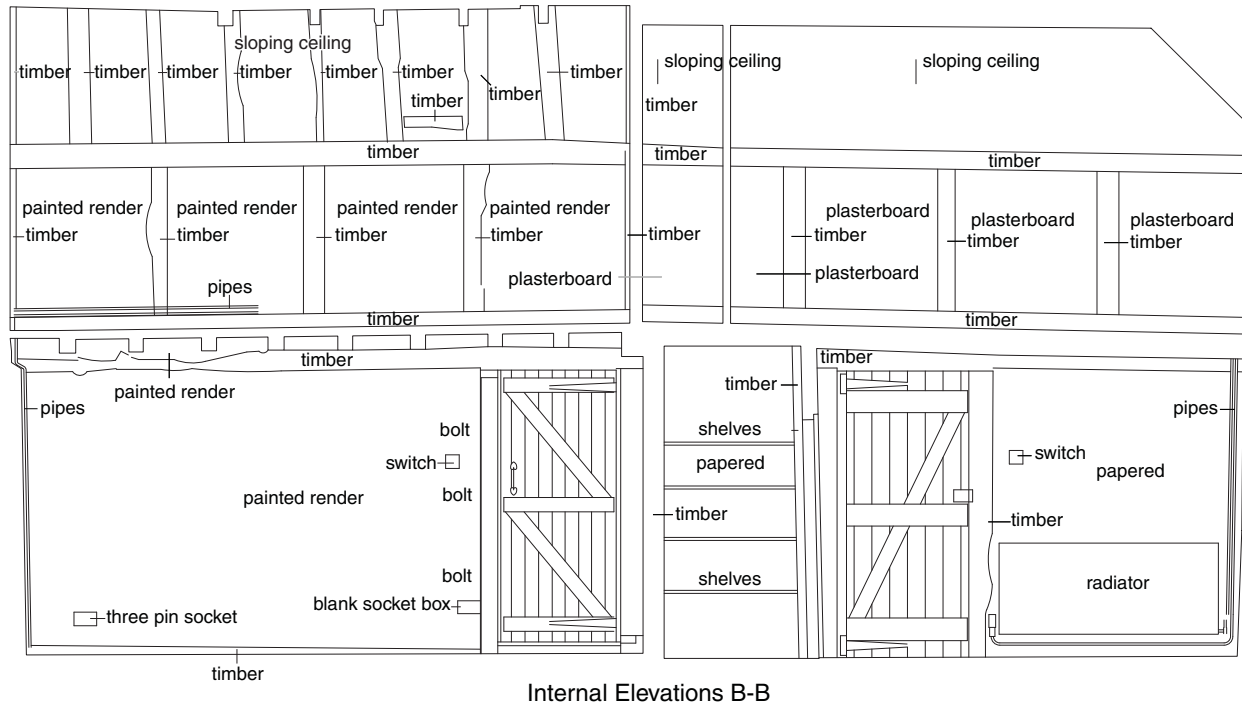 sloping ceiling
sloping ceiling
sloping ceiling
timber
timber
timber
timber
timber
timber
timber
timber
timber
timber
timber
timber
timber
painted render
painted render
painted render
painted render
plasterboard
plasterboard
plasterboard
timber
timber
timber
timber
timber
timber
timber
timber
plasterboard
plasterboard
pipes
timber
timber
timber
timber
painted render
timber
pipes
pipes
bolt
shelves
switch
papered
switch
papered
painted render
bolt
timber
timber
bolt
shelves
radiator
three pin socket
blank socket box
timber
Internal Elevations B-B